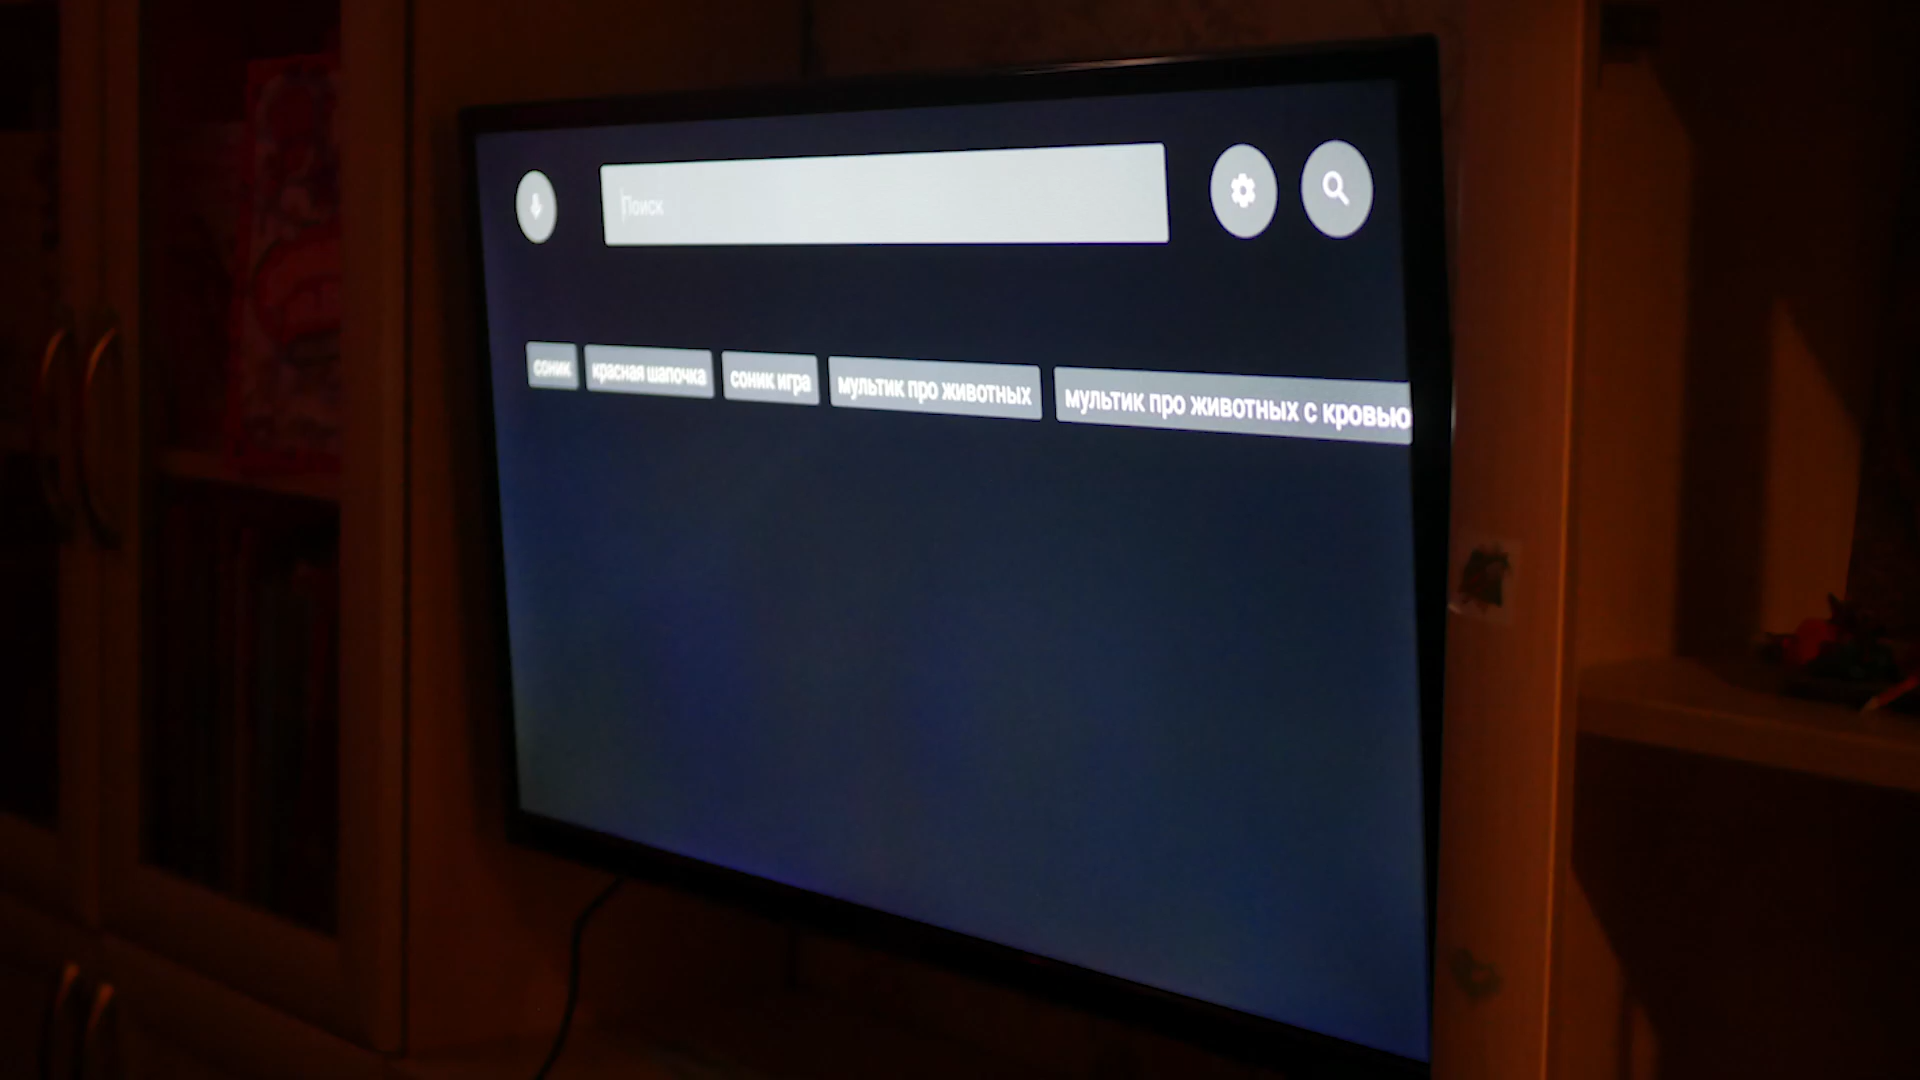 Поиск
соник
красная шапочка
соник игра
мультик про животных
мультик про животных с кровью